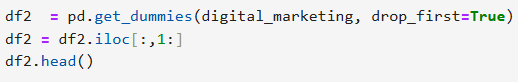 df2  = pd.get_dummies(digital_marketing, drop_first=True)
df2 = df2.iloc[:,1:]
df2.head()